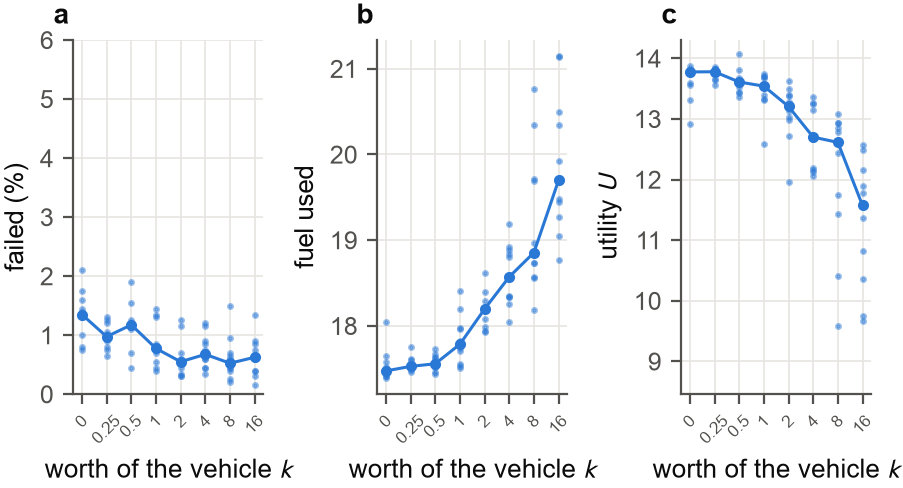 a b c
failed (%)
6
5
4
3
2
1
0
0 0.25 0.5 1 2 4 8 16
worth of the vehicle k
fuel used
21
20
19
18
0 0.25 0.5 1 2 4 8 16
worth of the vehicle k
utility U
14
13
12
11
10
9
0 0.25 0.5 1 2 4 8 16
worth of the vehicle k